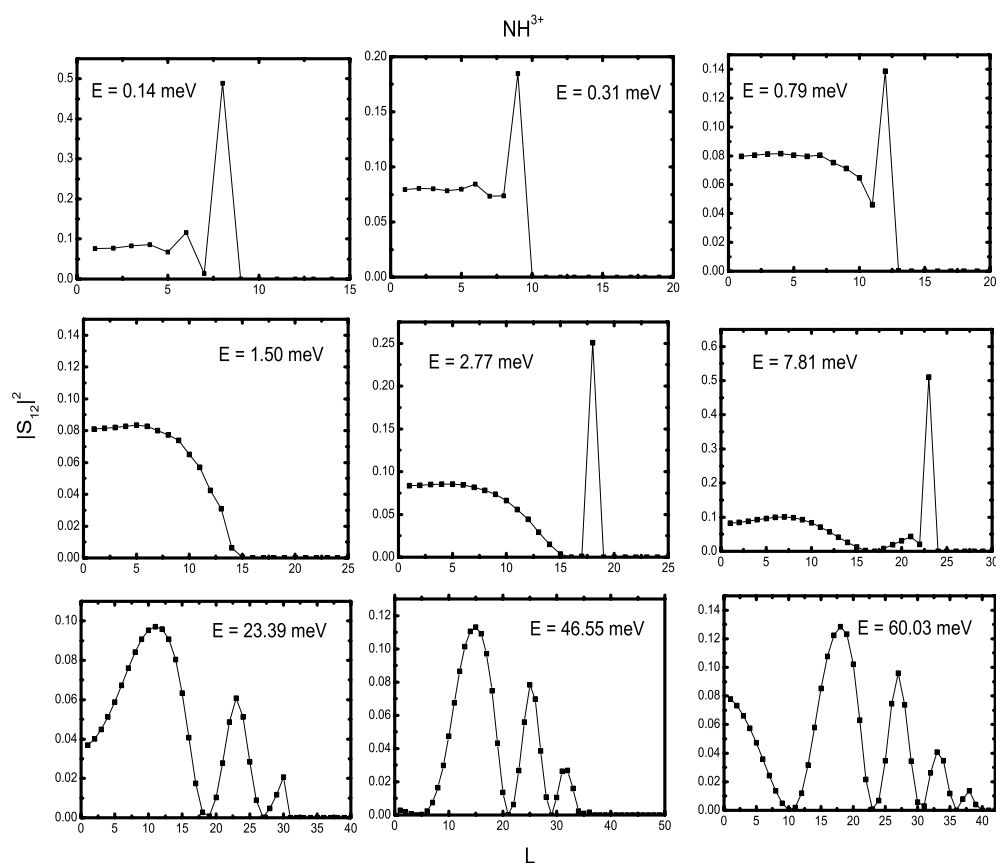 NH³⁺
E = 0.14 meV
0.5
0.4
0.3
0.2
0.1
0.0
0 5 10 15
E = 0.31 meV
0.20
0.15
0.10
0.05
0.00
0 5 10 15 20
E = 0.79 meV
0.14
0.12
0.10
0.08
0.06
0.04
0.02
0.00
0 5 10 15 20
|S₁₂|²
E = 1.50 meV
0.14
0.12
0.10
0.08
0.06
0.04
0.02
0.00
0 5 10 15 20 25
E = 2.77 meV
0.25
0.20
0.15
0.10
0.05
0.00
0 5 10 15 20 25
E = 7.81 meV
0.6
0.5
0.4
0.3
0.2
0.1
0.0
0 5 10 15 20 25 30
E = 23.39 meV
0.10
0.08
0.06
0.04
0.02
0.00
0 5 10 15 20 25 30 35 40
E = 46.55 meV
0.12
0.10
0.08
0.06
0.04
0.02
0.00
0 10 20 30 40 50
E = 60.03 meV
0.14
0.12
0.10
0.08
0.06
0.04
0.02
0.00
0 5 10 15 20 25 30 35 40
L